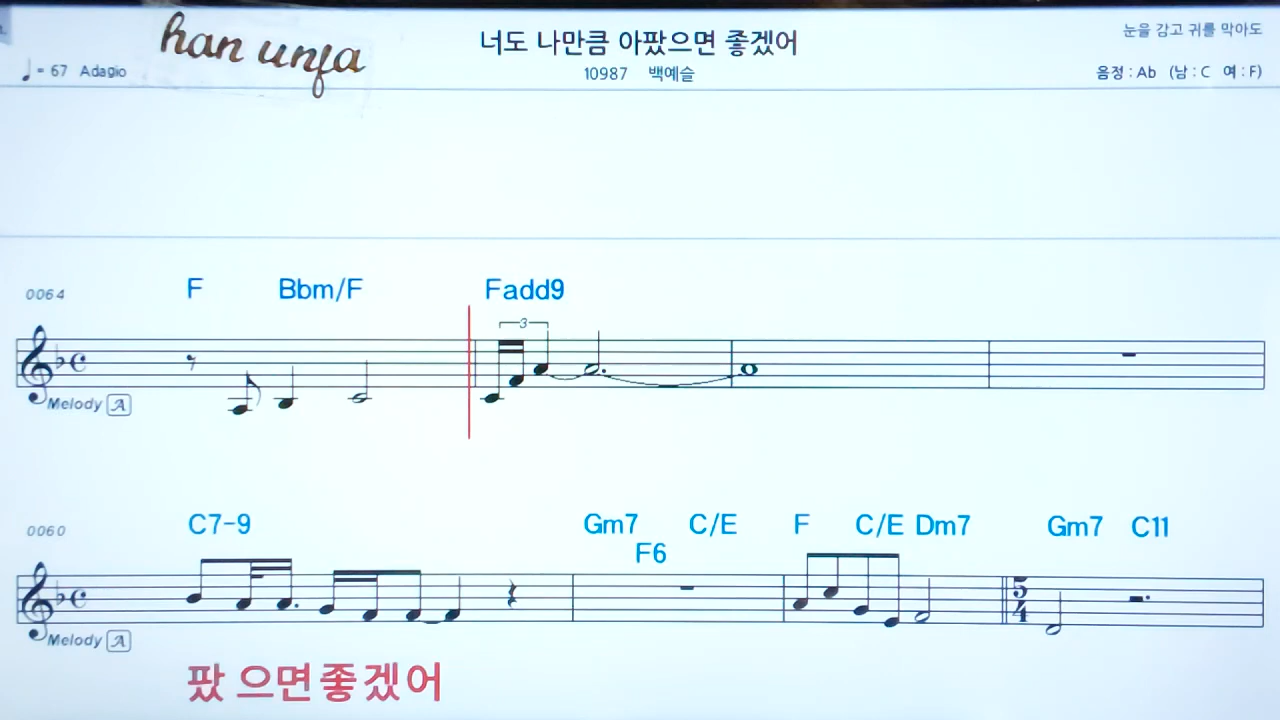 han unja
너도 나만큼 아팠으면 좋겠어
눈을 감고 귀를 막아도
♩ = 67 Adagio
10987 백예슬
음정 : Ab (남 : C 여 : F)
0064
F Bbm/F Fadd9
3
Melody A
0060
C7-9 Gm7 C/E F C/E Dm7 Gm7 C11
F6
5
4
Melody A
팠 으면좋겠어